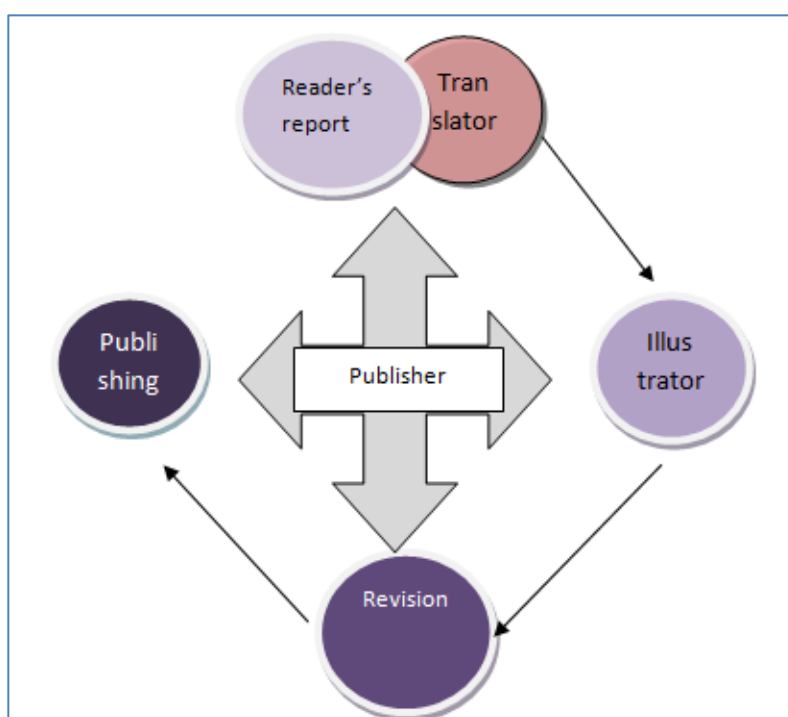 Reader's
report
Tran
slator
Publi
shing
Publisher
Illus
trator
Revision